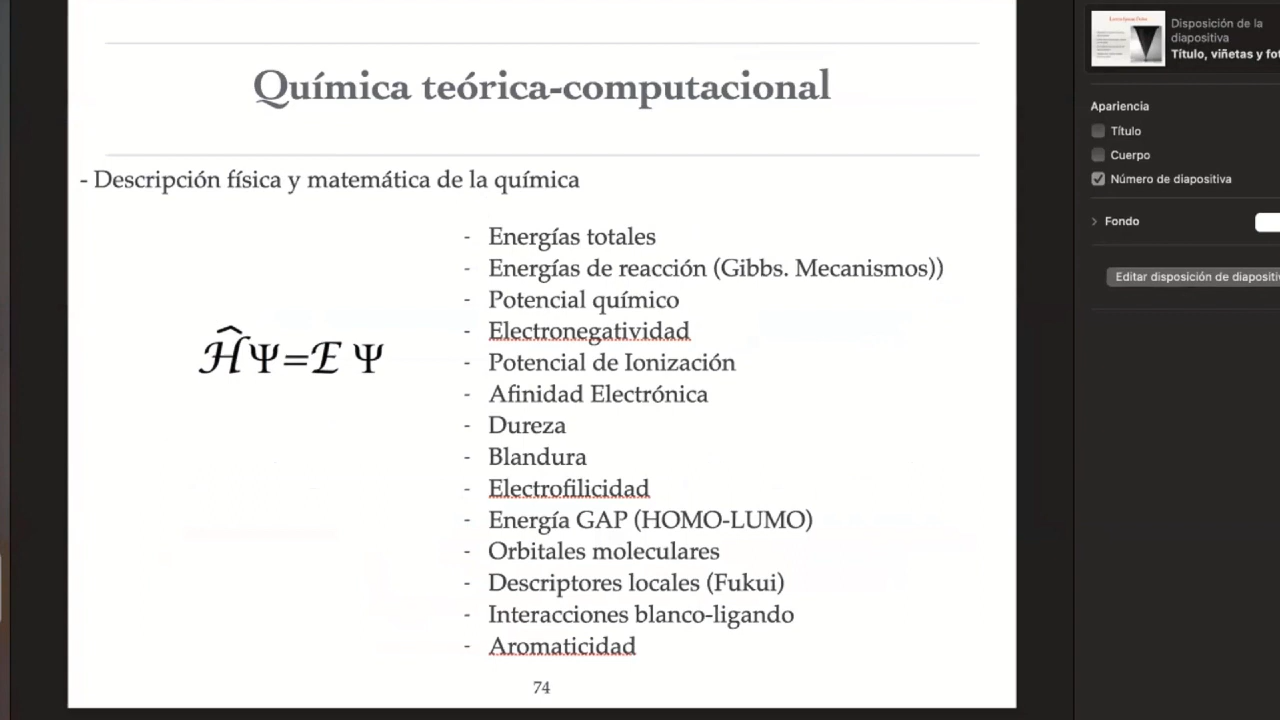 Química teórica-computacional
- Descripción física y matemática de la química
ĤΨ=E Ψ
- Energías totales
- Energías de reacción (Gibbs. Mecanismos))
- Potencial químico
- Electronegatividad
- Potencial de Ionización
- Afinidad Electrónica
- Dureza
- Blandura
- Electrofilicidad
- Energía GAP (HOMO-LUMO)
- Orbitales moleculares
- Descriptores locales (Fukui)
- Interacciones blanco-ligando
- Aromaticidad
74
Disposición de la
diapositiva
Título, viñetas y fot
Apariencia
Título
Cuerpo
Número de diapositiva
Fondo
Editar disposición de diapositi